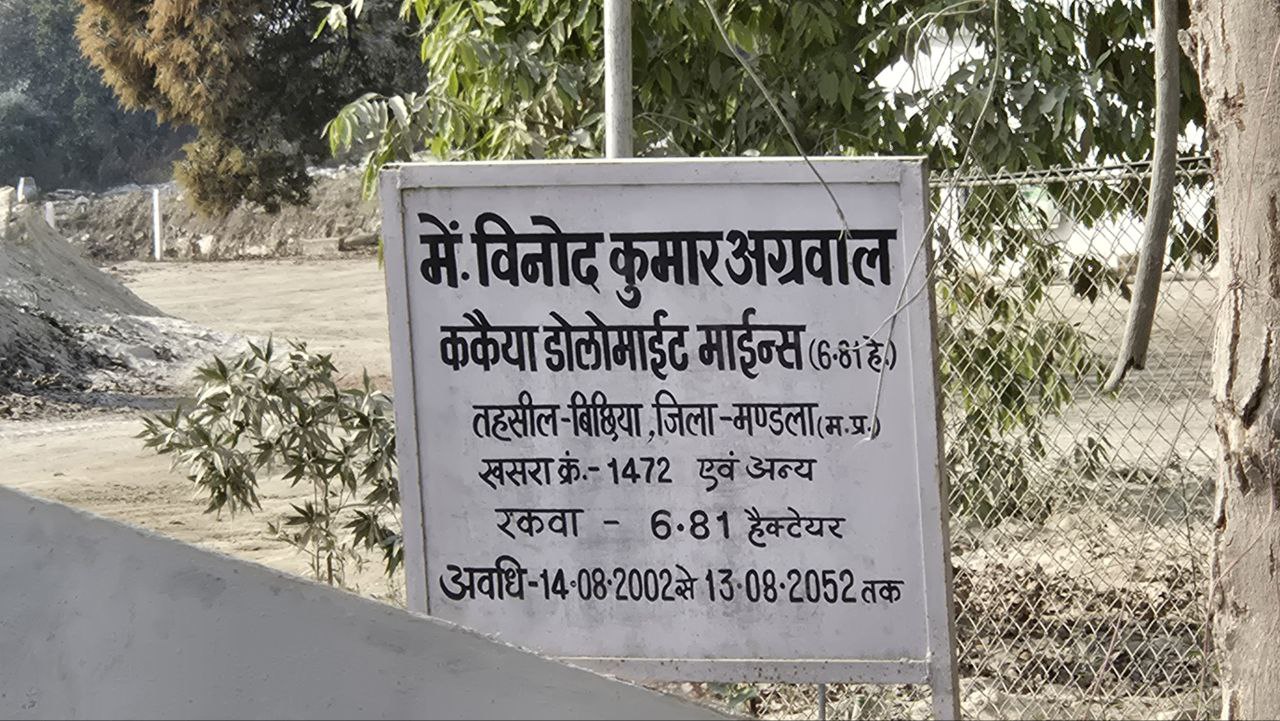 में. विनोद कुमार अग्रवाल
ककैया डोलोमाईट माईन्स (6.81 हे.)
तहसील-बिछिया, जिला-मण्डला (म.प्र.)
खसरा क्रं.- 1472 एवं अन्य
रकवा - 6.81 हैक्टेयर
अवधि-14.08.2002 से 13.08.2052 तक